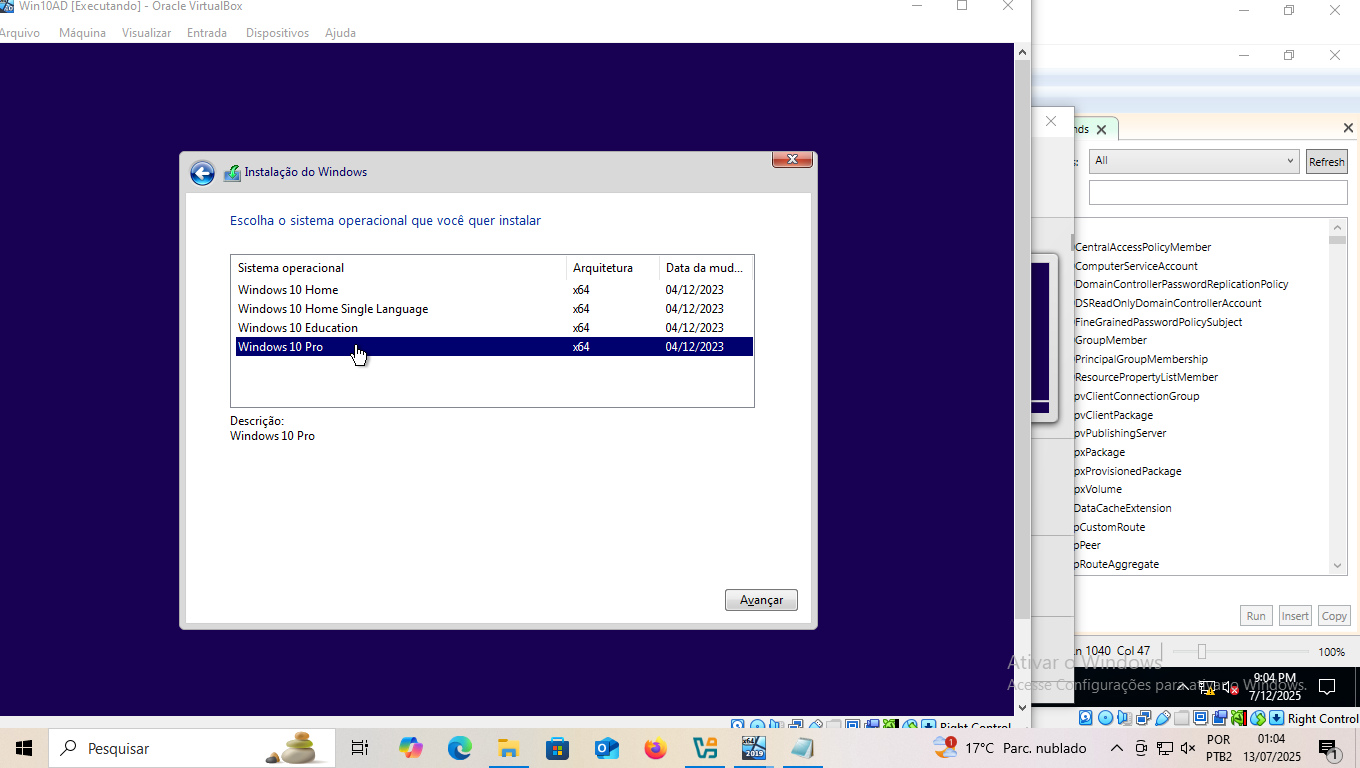 Win10AD [Executando] - Oracle VirtualBox
Arquivo Máquina Visualizar Entrada Dispositivos Ajuda
Instalação do Windows
Escolha o sistema operacional que você quer instalar
Sistema operacional Arquitetura Data da mud...
Windows 10 Home x64 04/12/2023
Windows 10 Home Single Language x64 04/12/2023
Windows 10 Education x64 04/12/2023
Windows 10 Pro x64 04/12/2023
Descrição:
Windows 10 Pro
Avançar
nds
All
Refresh
CentralAccessPolicyMember
ComputerServiceAccount
DomainControllerPasswordReplicationPolicy
DSReadOnlyDomainControllerAccount
FineGrainedPasswordPolicySubject
GroupMember
PrincipalGroupMembership
ResourcePropertyListMember
pvClientConnectionGroup
pvClientPackage
pvPublishingServer
pxPackage
pxProvisionedPackage
pxVolume
DataCacheExtension
pCustomRoute
pPeer
pRouteAggregate
Run Insert Copy
n 1040 Col 47 100%
Ativar o Windows
Acesse Configurações para ativar o Windows.
9:04 PM
7/12/2025
Right Control
Right Control
Pesquisar
x64
2019
1
17°C Parc. nublado
POR
PTB2
01:04
13/07/2025
1